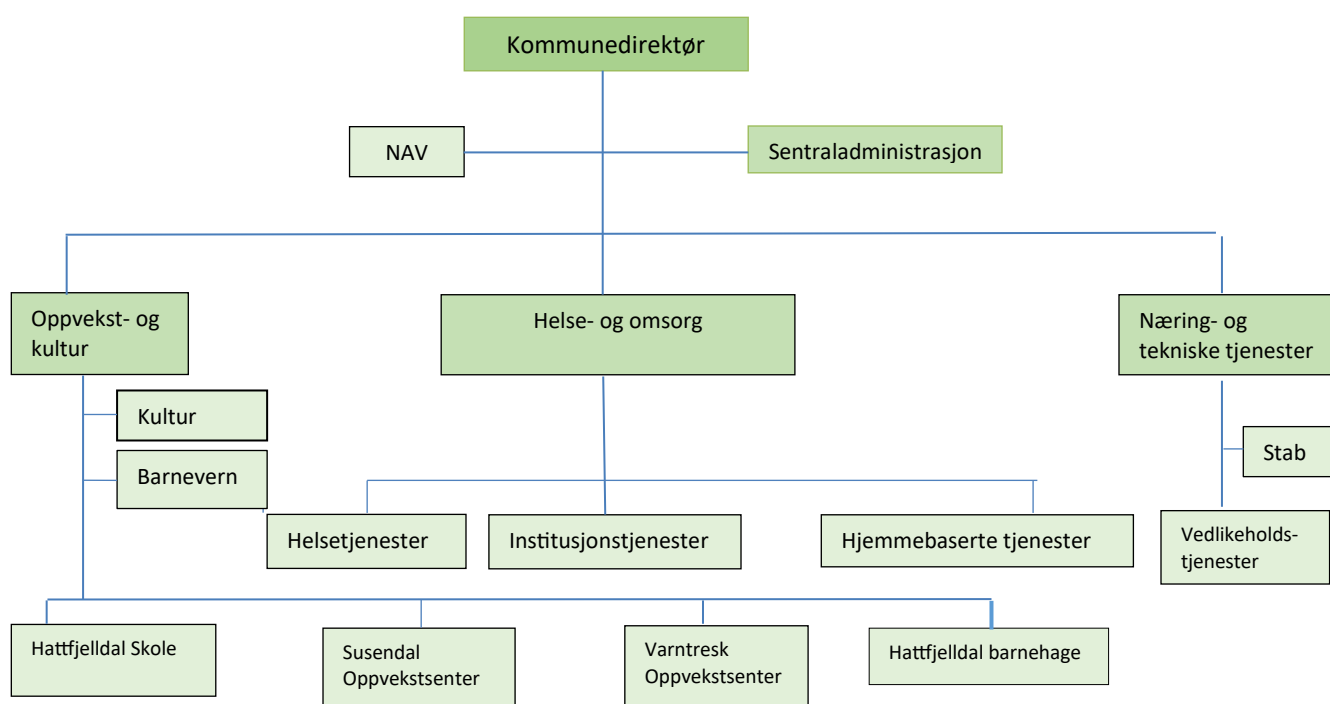 Kommunedirektør
NAV
Sentraladministrasjon
Oppvekst- og
kultur
Helse- og omsorg
Næring- og
tekniske tjenester
Kultur
Barnevern
Stab
Helsetjenester
Institusjonstjenester
Hjemmebaserte tjenester
Vedlikeholds-
tjenester
Hattfjelldal Skole
Susendal
Oppvekstsenter
Varntresk
Oppvekstsenter
Hattfjelldal barnehage